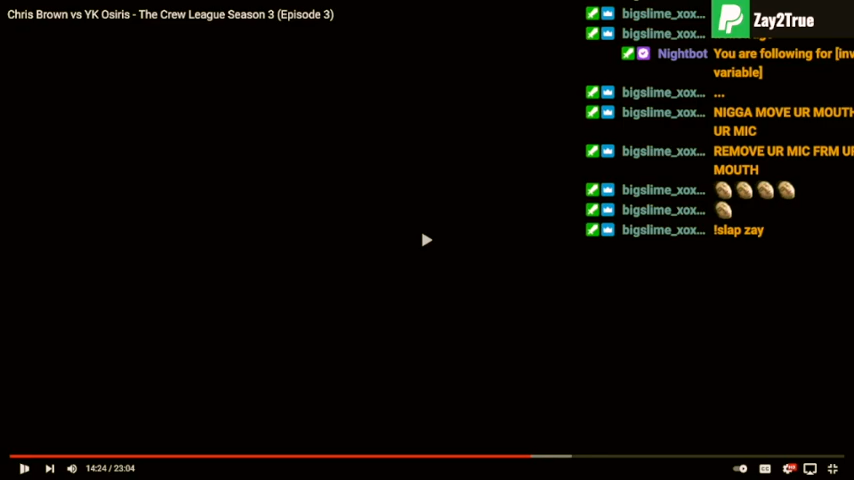 Chris Brown vs YK Osiris - The Crew League Season 3 (Episode 3)
Zay2True
bigslime_xox...
bigslime_xox...
Nightbot You are following for [inv
variable]
bigslime_xox... ...
bigslime_xox... NIGGA MOVE UR MOUTH
UR MIC
bigslime_xox... REMOVE UR MIC FRM UR
MOUTH
bigslime_xox...
bigslime_xox...
bigslime_xox... !slap zay
14:24 / 23:04